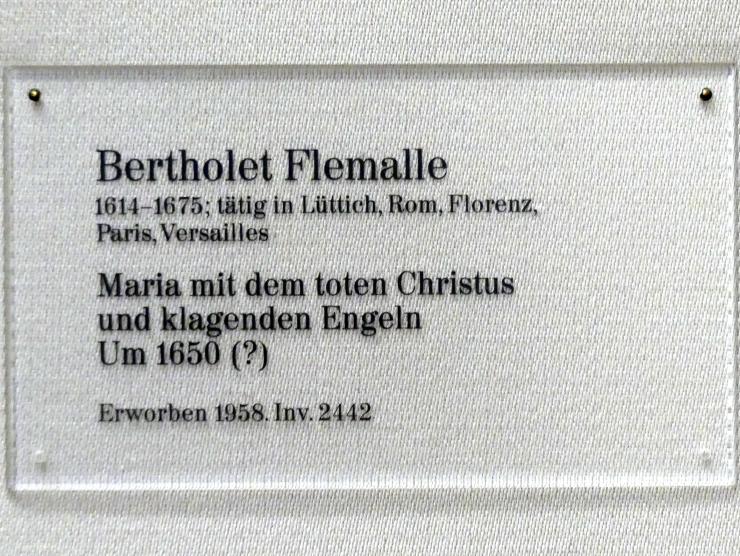 Bertholet Flemalle
1614–1675; tätig in Lüttich, Rom, Florenz,
Paris, Versailles
Maria mit dem toten Christus
und klagenden Engeln
Um 1650 (?)
Erworben 1958. Inv. 2442